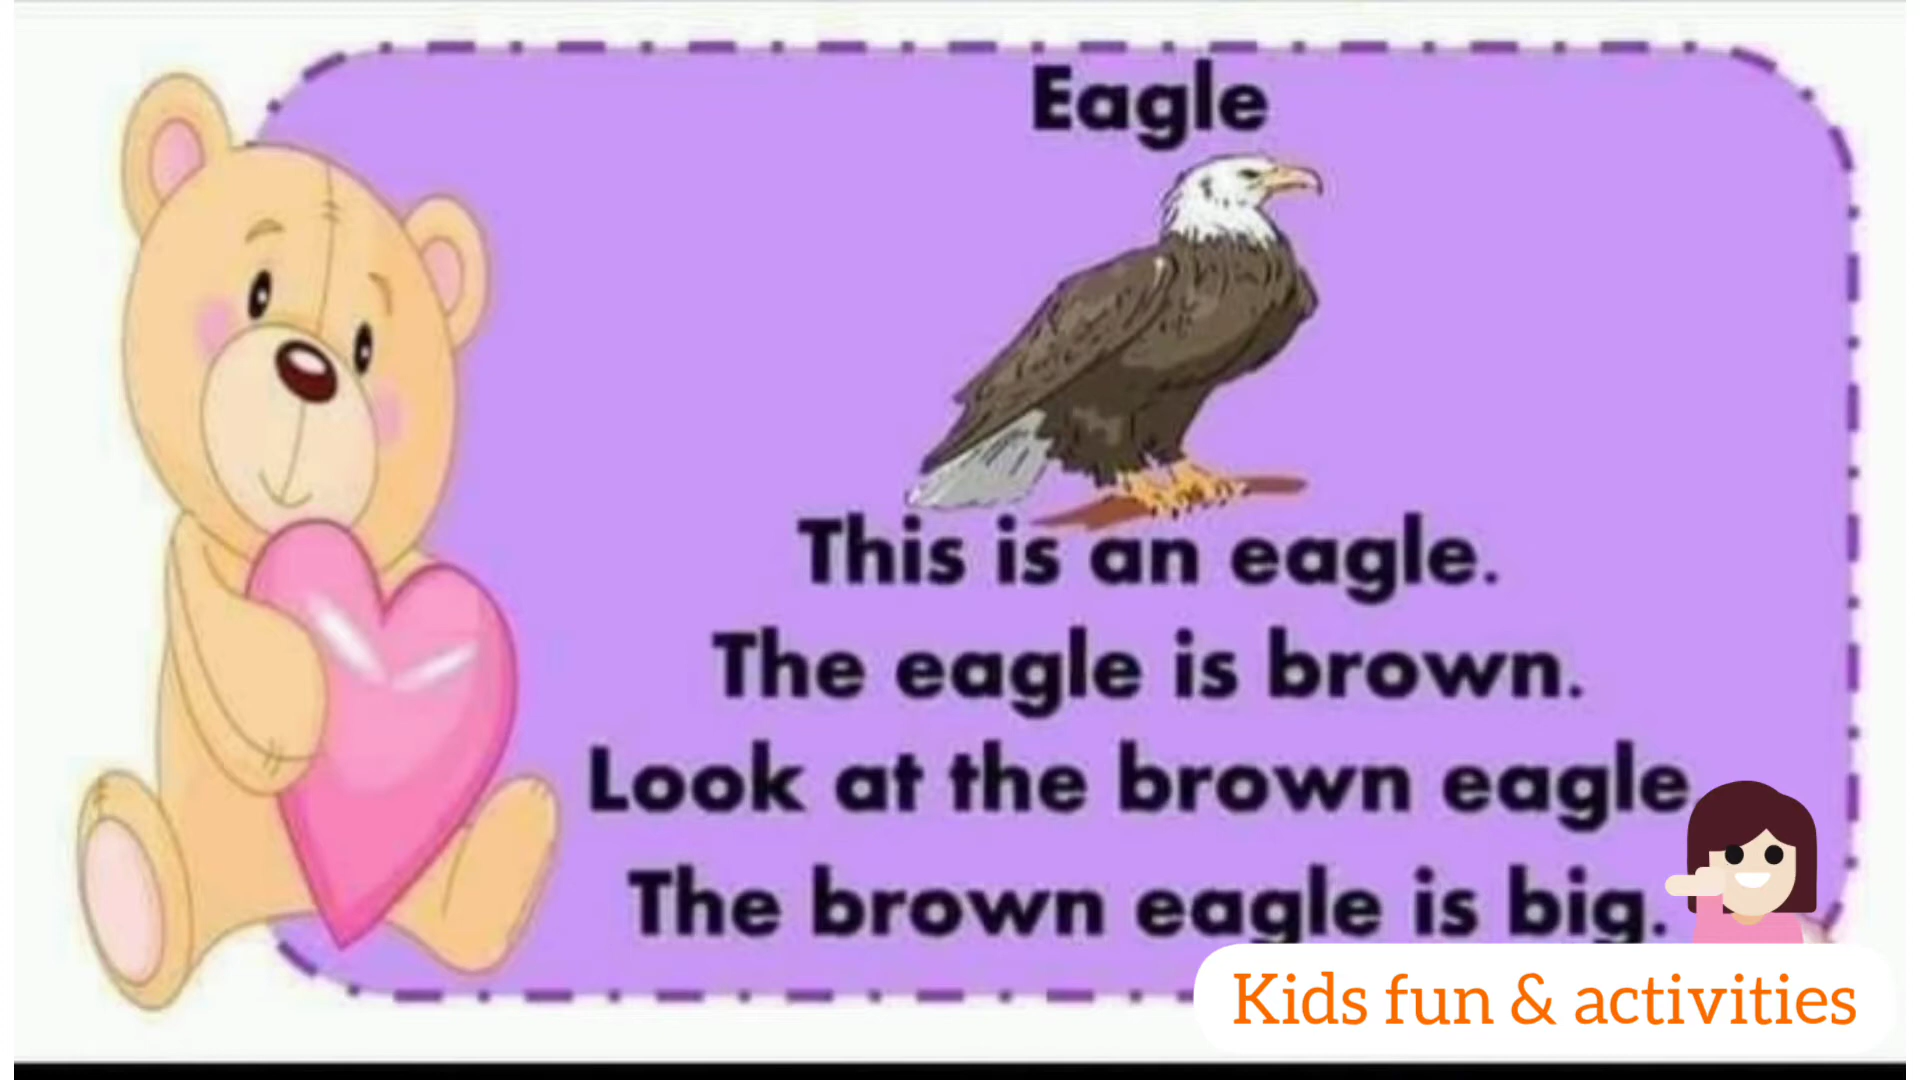 Eagle
This is an eagle.
The eagle is brown.
Look at the brown eagle
The brown eagle is big.
Kids fun & activities